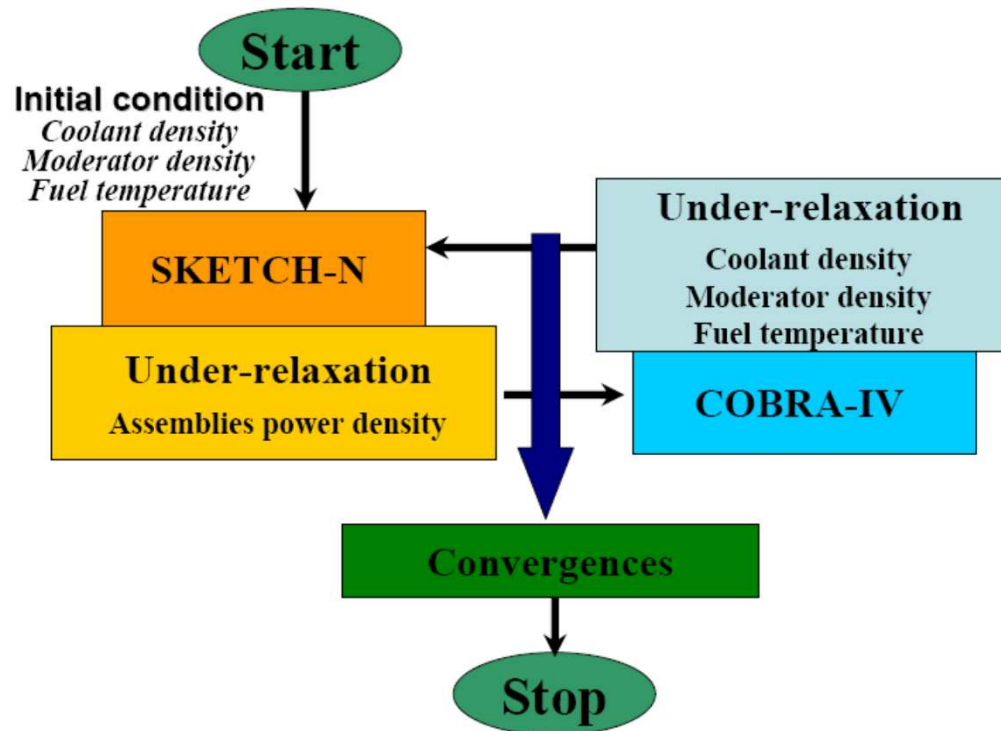 Start
Initial condition
Coolant density
Moderator density
Fuel temperature
SKETCH-N
Under-relaxation
Assemblies power density
Under-relaxation
Coolant density
Moderator density
Fuel temperature
COBRA-IV
Convergences
Stop